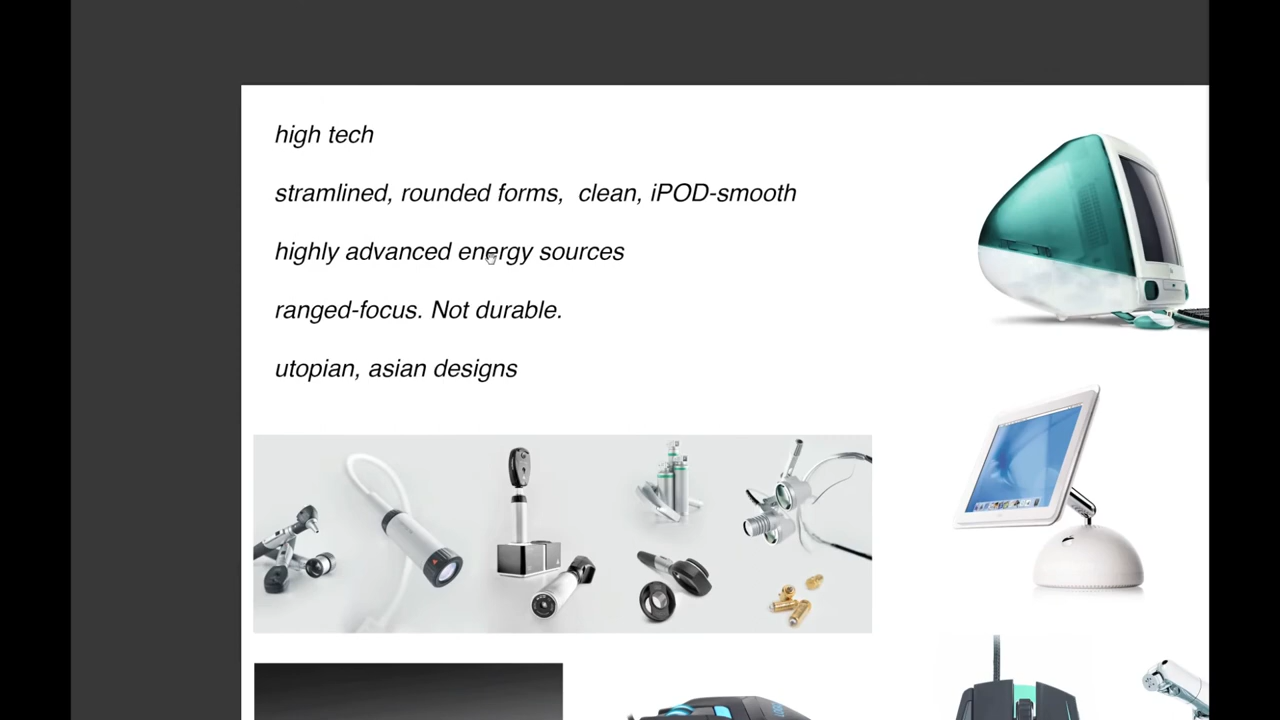 high tech
stramlined, rounded forms,  clean, iPOD-smooth
highly advanced energy sources
ranged-focus. Not durable.
utopian, asian designs